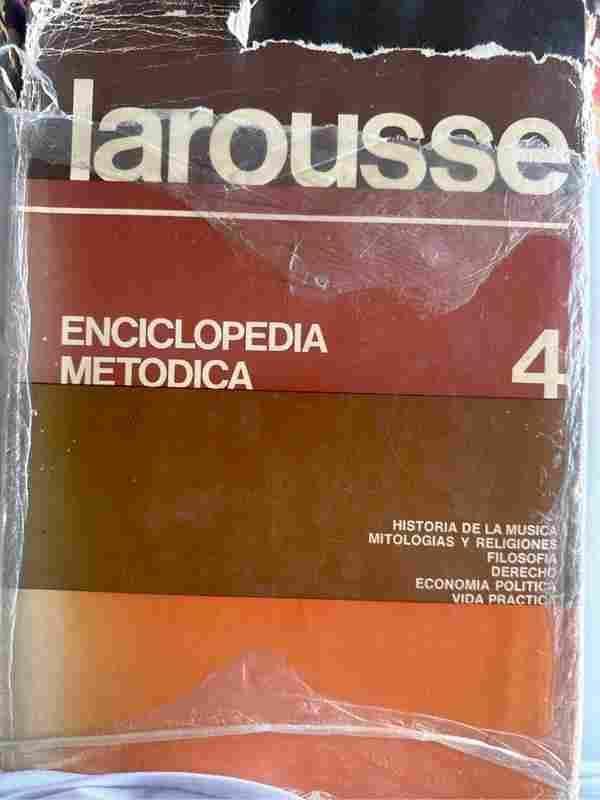 larousse
ENCICLOPEDIA
METODICA
4
HISTORIA DE LA MUSICA
MITOLOGIAS Y RELIGIONES
FILOSOFIA
DERECHO
ECONOMIA POLITICA
VIDA PRACTICA